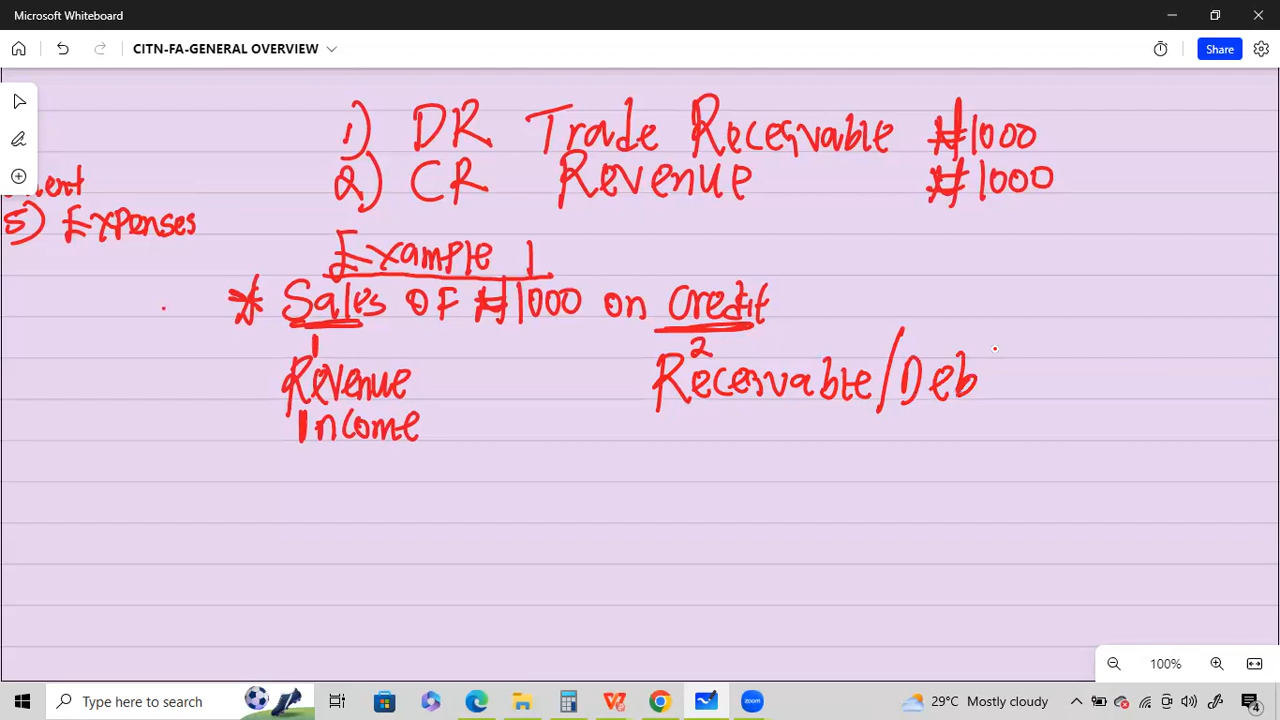 Microsoft Whiteboard
CITN-FA-GENERAL OVERVIEW
Share
1) DR Trade Receivable ₦1000
2) CR Revenue ₦1000
5) Expenses
Example 1
* Sales of ₦1000 on Credit
1 2
Revenue Receivable/Deb
Income
100%
Type here to search
zoom
29°C Mostly cloudy
4